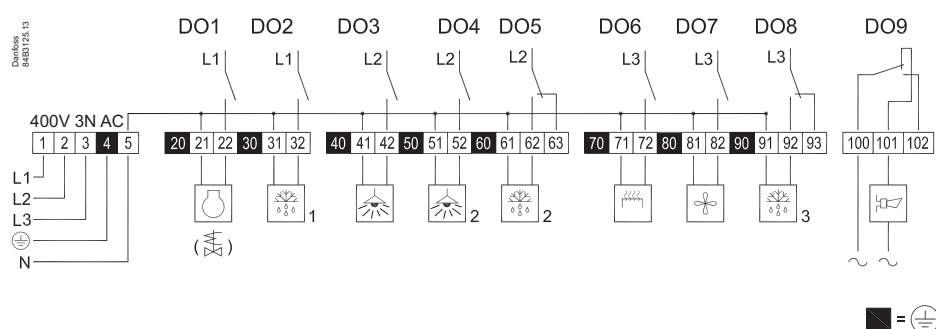 Danfoss
84B3125.13
DO1 DO2 DO3 DO4 DO5 DO6 DO7 DO8 DO9
L1 L1 L2 L2 L2 L3 L3 L3
400V 3N AC
1 2 3 4 5 20 21 22 30 31 32 40 41 42 50 51 52 60 61 62 63 70 71 72 80 81 82 90 91 92 93 100 101 102
L1
L2
L3
N
1 2 2 3
=